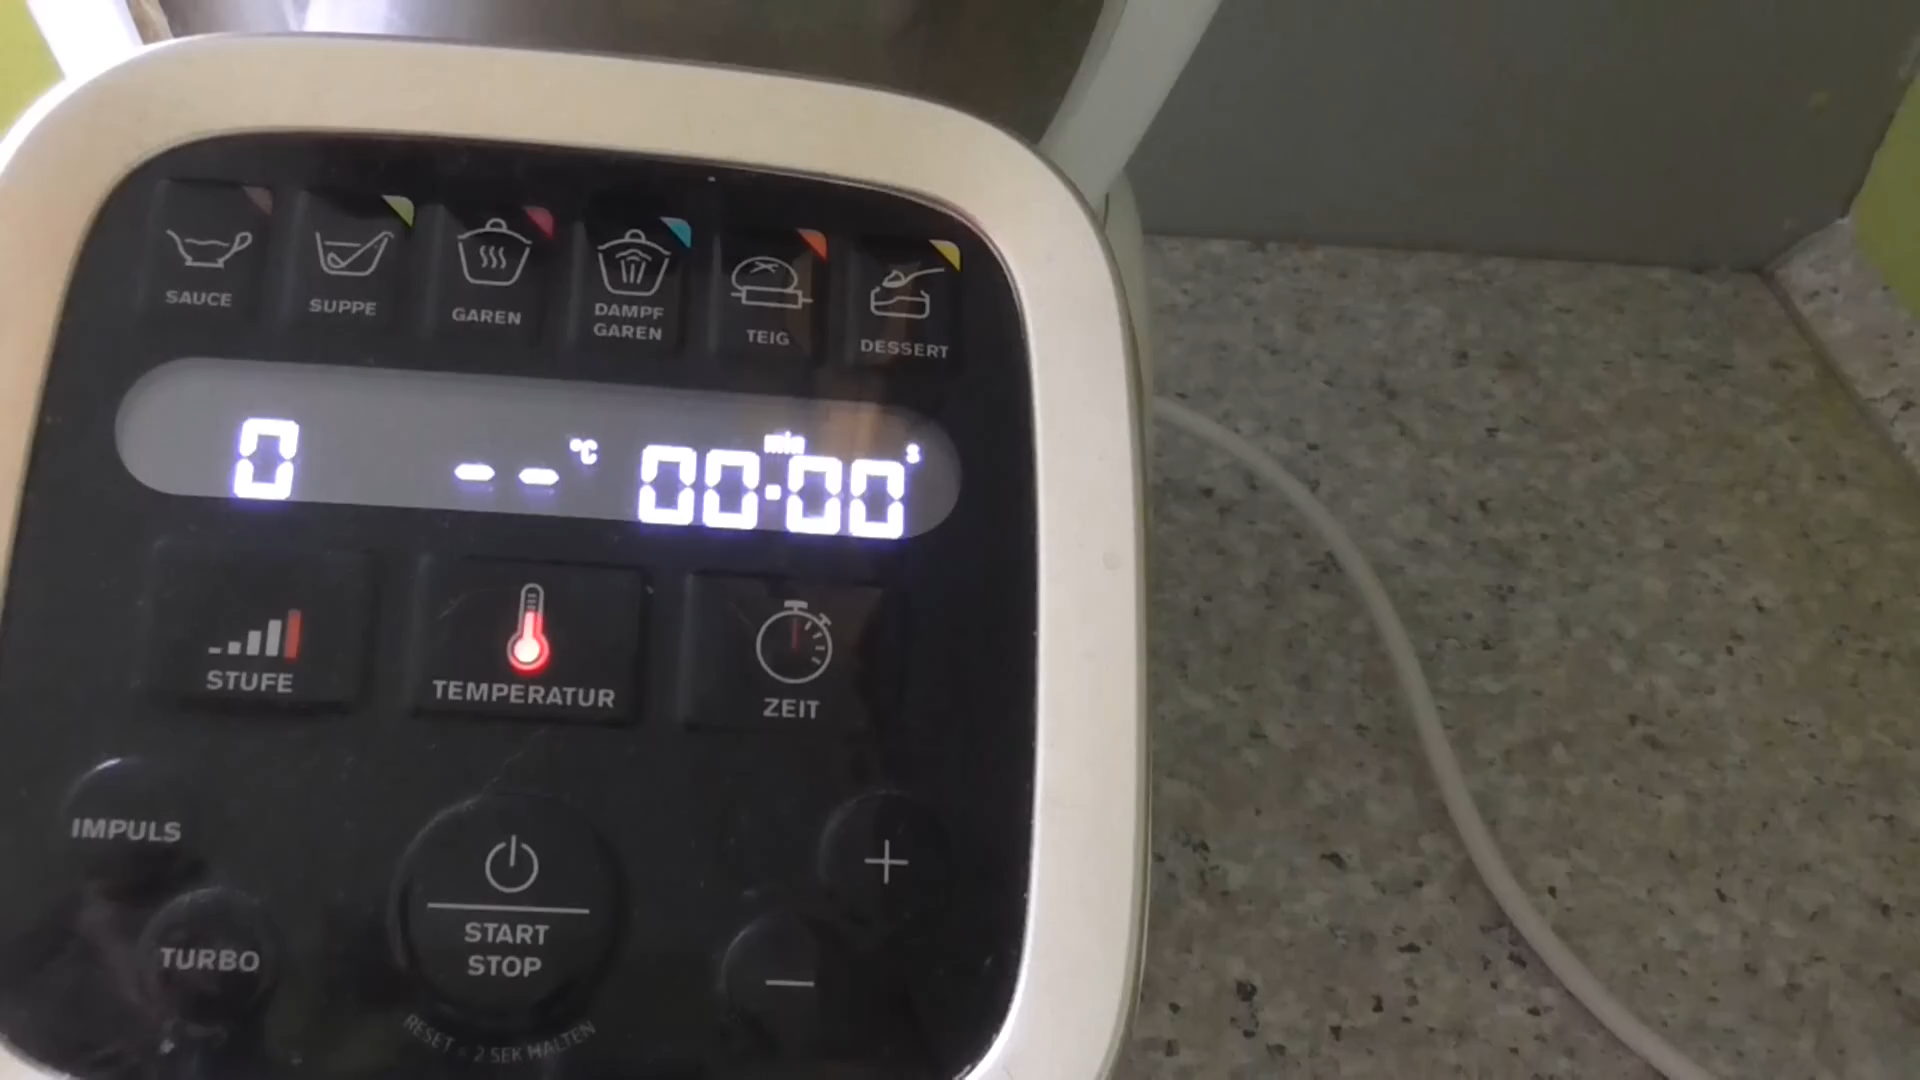 SAUCE
SUPPE
GAREN
DAMPF
GAREN
TEIG
DESSERT
0 -- °C 00:00 min s
STUFE
TEMPERATUR
ZEIT
IMPULS
TURBO
START
STOP
RESET = 2 SEK HALTEN